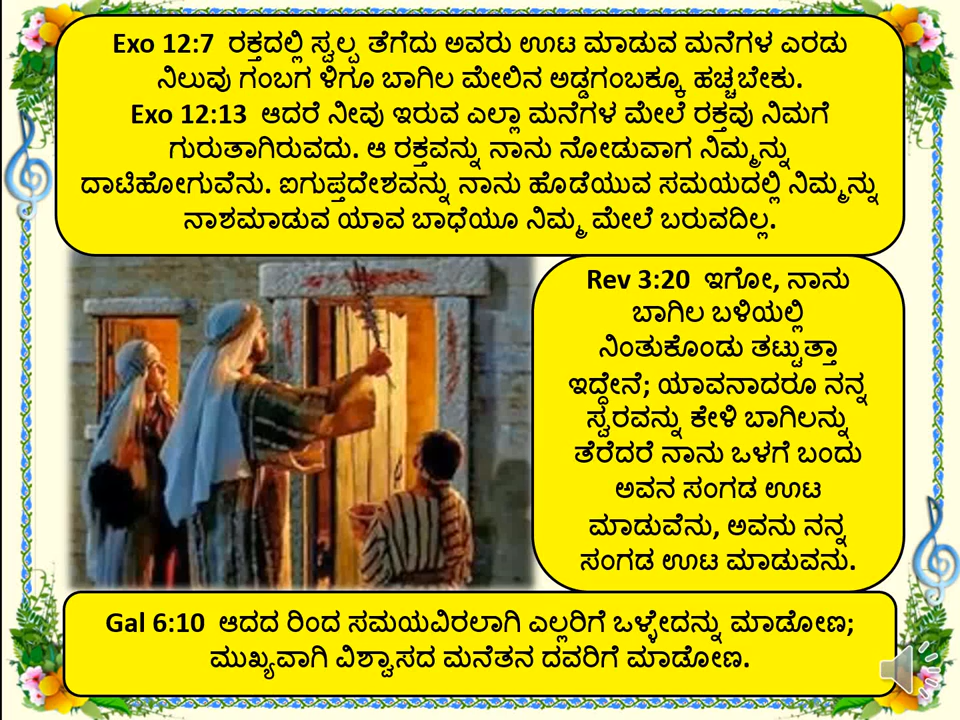 Exo 12:7 ರಕ್ತದಲ್ಲಿ ಸ್ವಲ್ಪ ತೆಗೆದು ಅವರು ಊಟ ಮಾಡುವ ಮನೆಗಳ ಎರಡು
ನಿಲುವು ಗಂಬಗ ಳಿಗೂ ಬಾಗಿಲ ಮೇಲಿನ ಅಡ್ಡಗಂಬಕ್ಕೂ ಹಚ್ಚಬೇಕು.
Exo 12:13 ಆದರೆ ನೀವು ಇರುವ ಎಲ್ಲಾ ಮನೆಗಳ ಮೇಲೆ ರಕ್ತವು ನಿಮಗೆ
ಗುರುತಾಗಿರುವದು. ಆ ರಕ್ತವನ್ನು ನಾನು ನೋಡುವಾಗ ನಿಮ್ಮನ್ನು
ದಾಟಿಹೋಗುವೆನು. ಐಗುಪ್ತದೇಶವನ್ನು ನಾನು ಹೊಡೆಯುವ ಸಮಯದಲ್ಲಿ ನಿಮ್ಮನ್ನು
ನಾಶಮಾಡುವ ಯಾವ ಬಾಧೆಯೂ ನಿಮ್ಮ ಮೇಲೆ ಬರುವದಿಲ್ಲ.
Rev 3:20 ಇಗೋ, ನಾನು
ಬಾಗಿಲ ಬಳಿಯಲ್ಲಿ
ನಿಂತುಕೊಂಡು ತಟ್ಟುತ್ತಾ
ಇದ್ದೇನೆ; ಯಾವನಾದರೂ ನನ್ನ
ಸ್ವರವನ್ನು ಕೇಳಿ ಬಾಗಿಲನ್ನು
ತೆರೆದರೆ ನಾನು ಒಳಗೆ ಬಂದು
ಅವನ ಸಂಗಡ ಊಟ
ಮಾಡುವೆನು, ಅವನು ನನ್ನ
ಸಂಗಡ ಊಟ ಮಾಡುವನು.
Gal 6:10 ಆದದ ರಿಂದ ಸಮಯವಿರಲಾಗಿ ಎಲ್ಲರಿಗೆ ಒಳ್ಳೇದನ್ನು ಮಾಡೋಣ;
ಮುಖ್ಯವಾಗಿ ವಿಶ್ವಾಸದ ಮನೆತನ ದವರಿಗೆ ಮಾಡೋಣ.